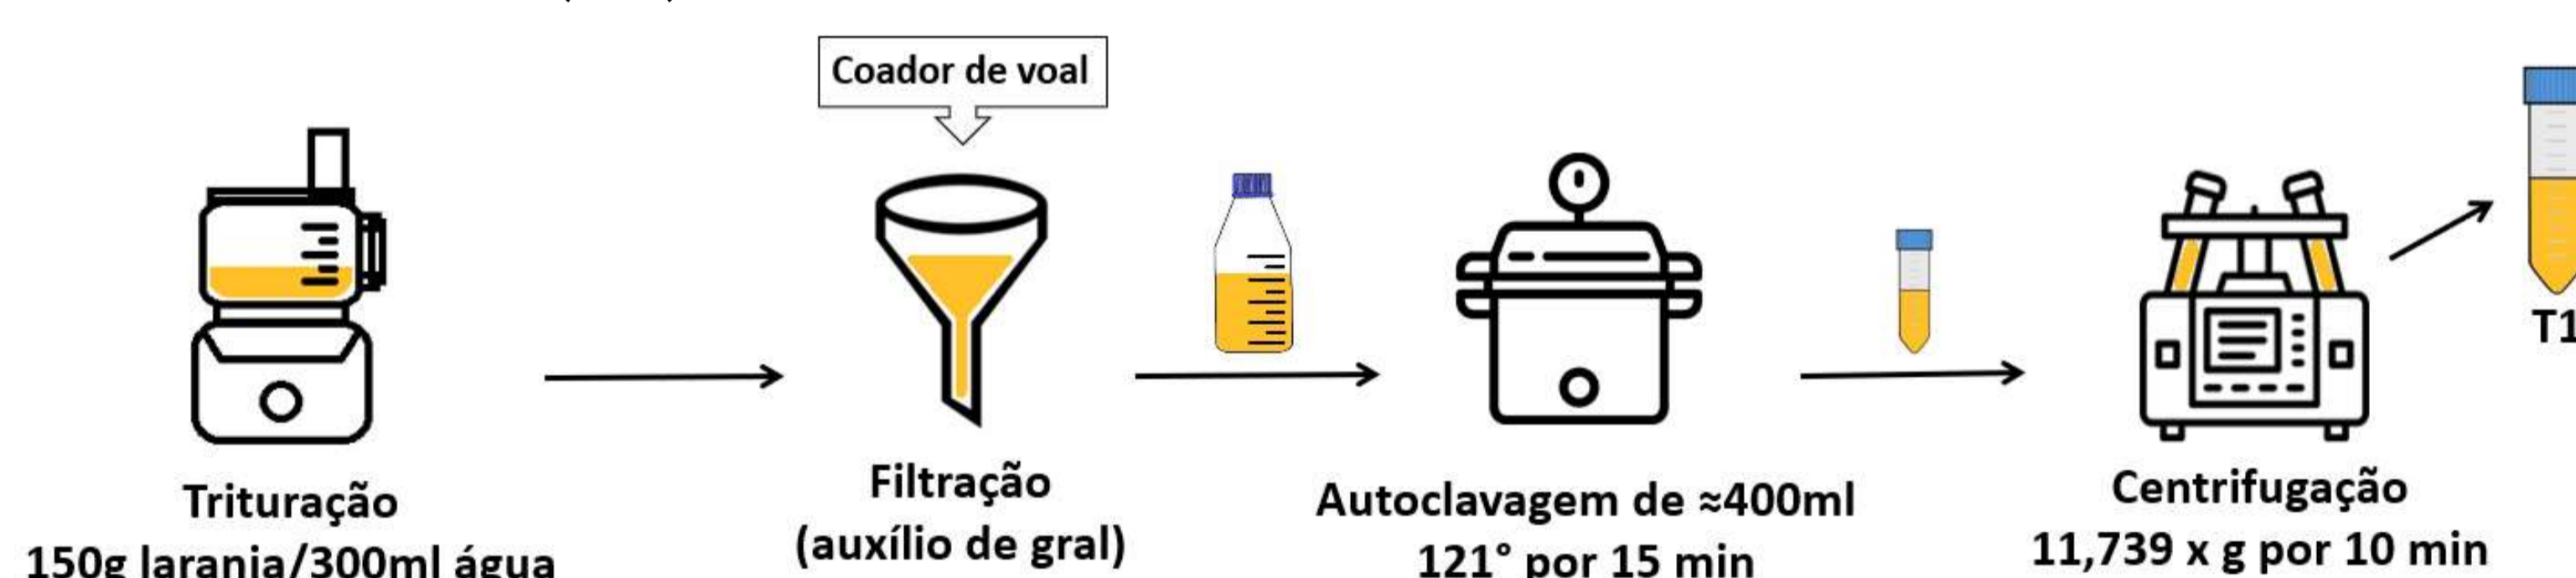 Coador de voal
Trituração
150g laranja/300ml água
Filtração
(auxílio de gral)
Autoclavagem de ≈400ml
121° por 15 min
Centrifugação
11,739 x g por 10 min
T1